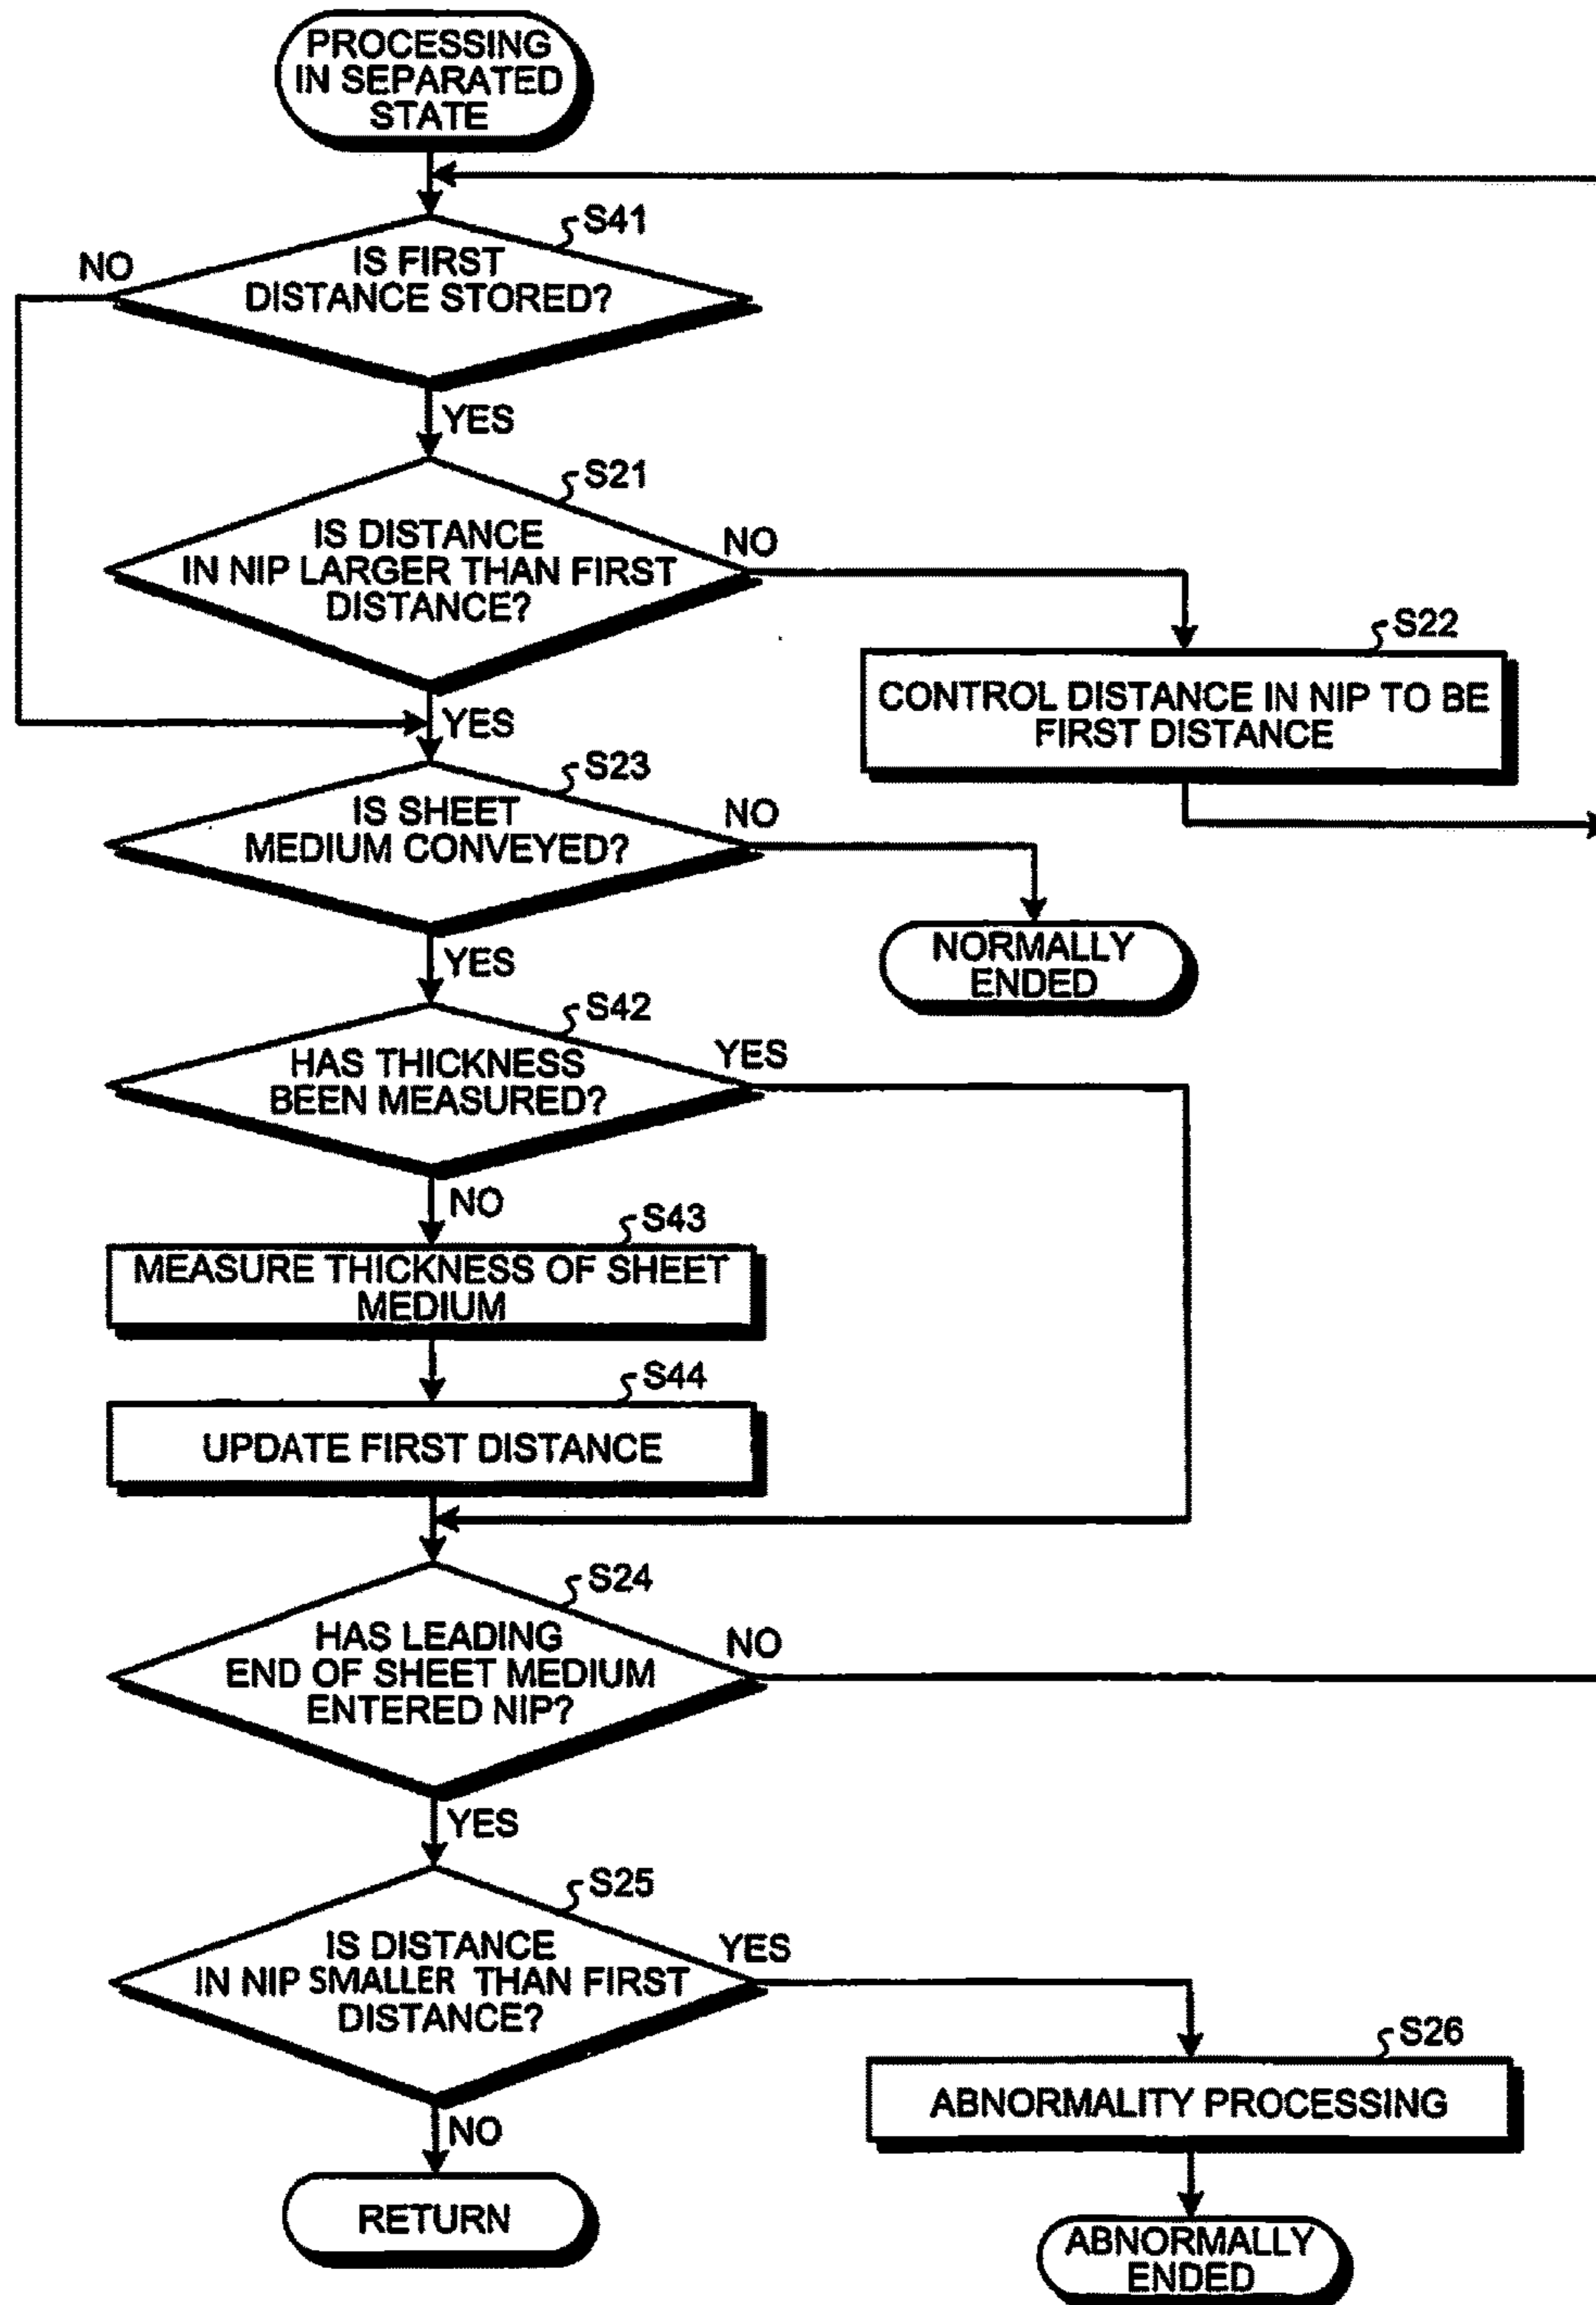 PROCESSING
IN SEPARATED
STATE
S41
IS FIRST
DISTANCE STORED?
NO
YES
S21
IS DISTANCE
IN NIP LARGER THAN FIRST
DISTANCE?
NO
YES
S22
CONTROL DISTANCE IN NIP TO BE
FIRST DISTANCE
S23
IS SHEET
MEDIUM CONVEYED?
NO
NORMALLY
ENDED
YES
S42
HAS THICKNESS
BEEN MEASURED?
YES
NO
S43
MEASURE THICKNESS OF SHEET
MEDIUM
S44
UPDATE FIRST DISTANCE
S24
HAS LEADING
END OF SHEET MEDIUM
ENTERED NIP?
NO
YES
S25
IS DISTANCE
IN NIP SMALLER THAN FIRST
DISTANCE?
YES
S26
ABNORMALITY PROCESSING
NO
RETURN
ABNORMALLY
ENDED